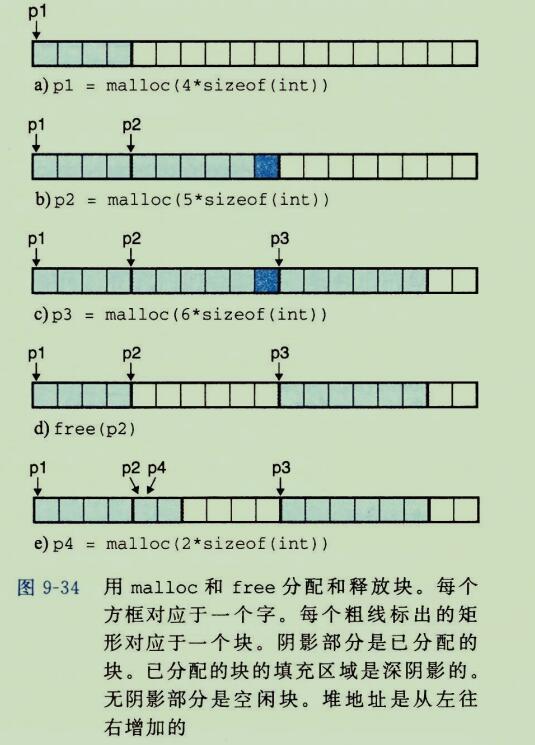 p1
a) p1 = malloc(4*sizeof(int))
p1 p2
b) p2 = malloc(5*sizeof(int))
p1 p2 p3
c) p3 = malloc(6*sizeof(int))
p1 p2 p3
d) free(p2)
p1 p2 p4 p3
e) p4 = malloc(2*sizeof(int))
图 9-34 用 malloc 和 free 分配和释放块。每个
方框对应于一个字。每个粗线标出的矩
形对应于一个块。阴影部分是已分配的
块。已分配的块的填充区域是深阴影的。
无阴影部分是空闲块。堆地址是从左往
右增加的